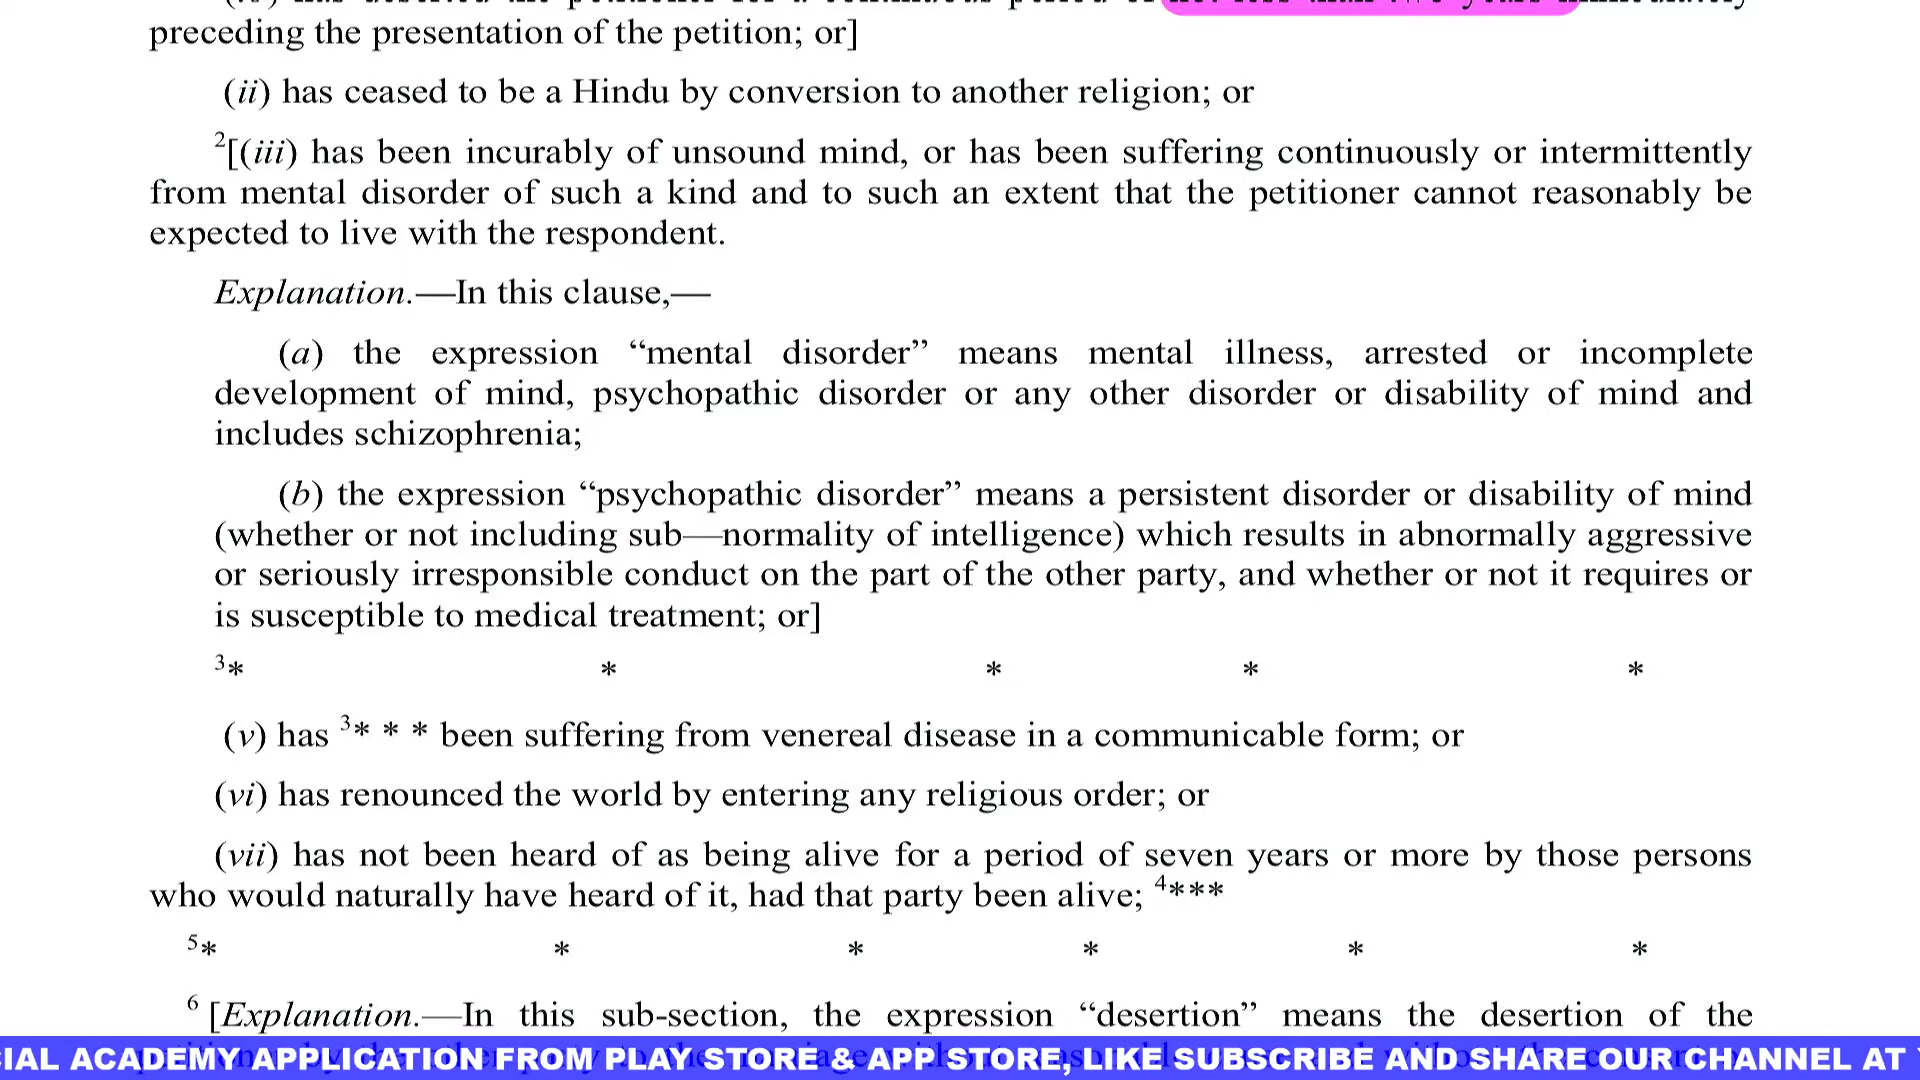 preceding the presentation of the petition; or]
(ii) has ceased to be a Hindu by conversion to another religion; or
2[(iii) has been incurably of unsound mind, or has been suffering continuously or intermittently
from mental disorder of such a kind and to such an extent that the petitioner cannot reasonably be
expected to live with the respondent.
Explanation.—In this clause,—
(a) the expression “mental disorder” means mental illness, arrested or incomplete
development of mind, psychopathic disorder or any other disorder or disability of mind and
includes schizophrenia;
(b) the expression “psychopathic disorder” means a persistent disorder or disability of mind
(whether or not including sub—normality of intelligence) which results in abnormally aggressive
or seriously irresponsible conduct on the part of the other party, and whether or not it requires or
is susceptible to medical treatment; or]
3* * * * *
(v) has 3* * * been suffering from venereal disease in a communicable form; or
(vi) has renounced the world by entering any religious order; or
(vii) has not been heard of as being alive for a period of seven years or more by those persons
who would naturally have heard of it, had that party been alive; 4***
5* * * * * *
6 [Explanation.—In this sub-section, the expression “desertion” means the desertion of the
CIAL ACADEMY APPLICATION FROM PLAY STORE & APP STORE, LIKE SUBSCRIBE AND SHARE OUR CHANNEL AT